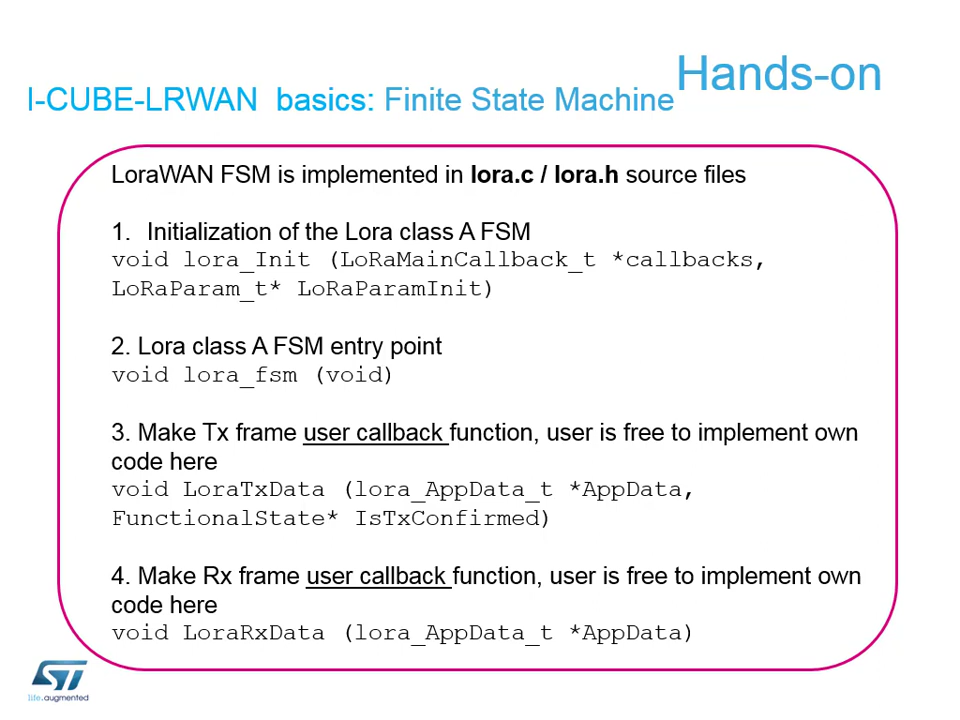 Hands-on
I-CUBE-LRWAN basics: Finite State Machine
LoraWAN FSM is implemented in lora.c / lora.h source files
1. Initialization of the Lora class A FSM
void lora_Init (LoRaMainCallback_t *callbacks,
LoRaParam_t* LoRaParamInit)
2. Lora class A FSM entry point
void lora_fsm (void)
3. Make Tx frame user callback function, user is free to implement own
code here
void LoraTxData (lora_AppData_t *AppData,
FunctionalState* IsTxConfirmed)
4. Make Rx frame user callback function, user is free to implement own
code here
void LoraRxData (lora_AppData_t *AppData)
ST
life.augmented